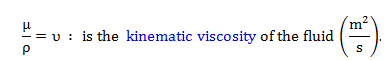 μ/ρ = υ : is the kinematic viscosity of the fluid (m²/s).